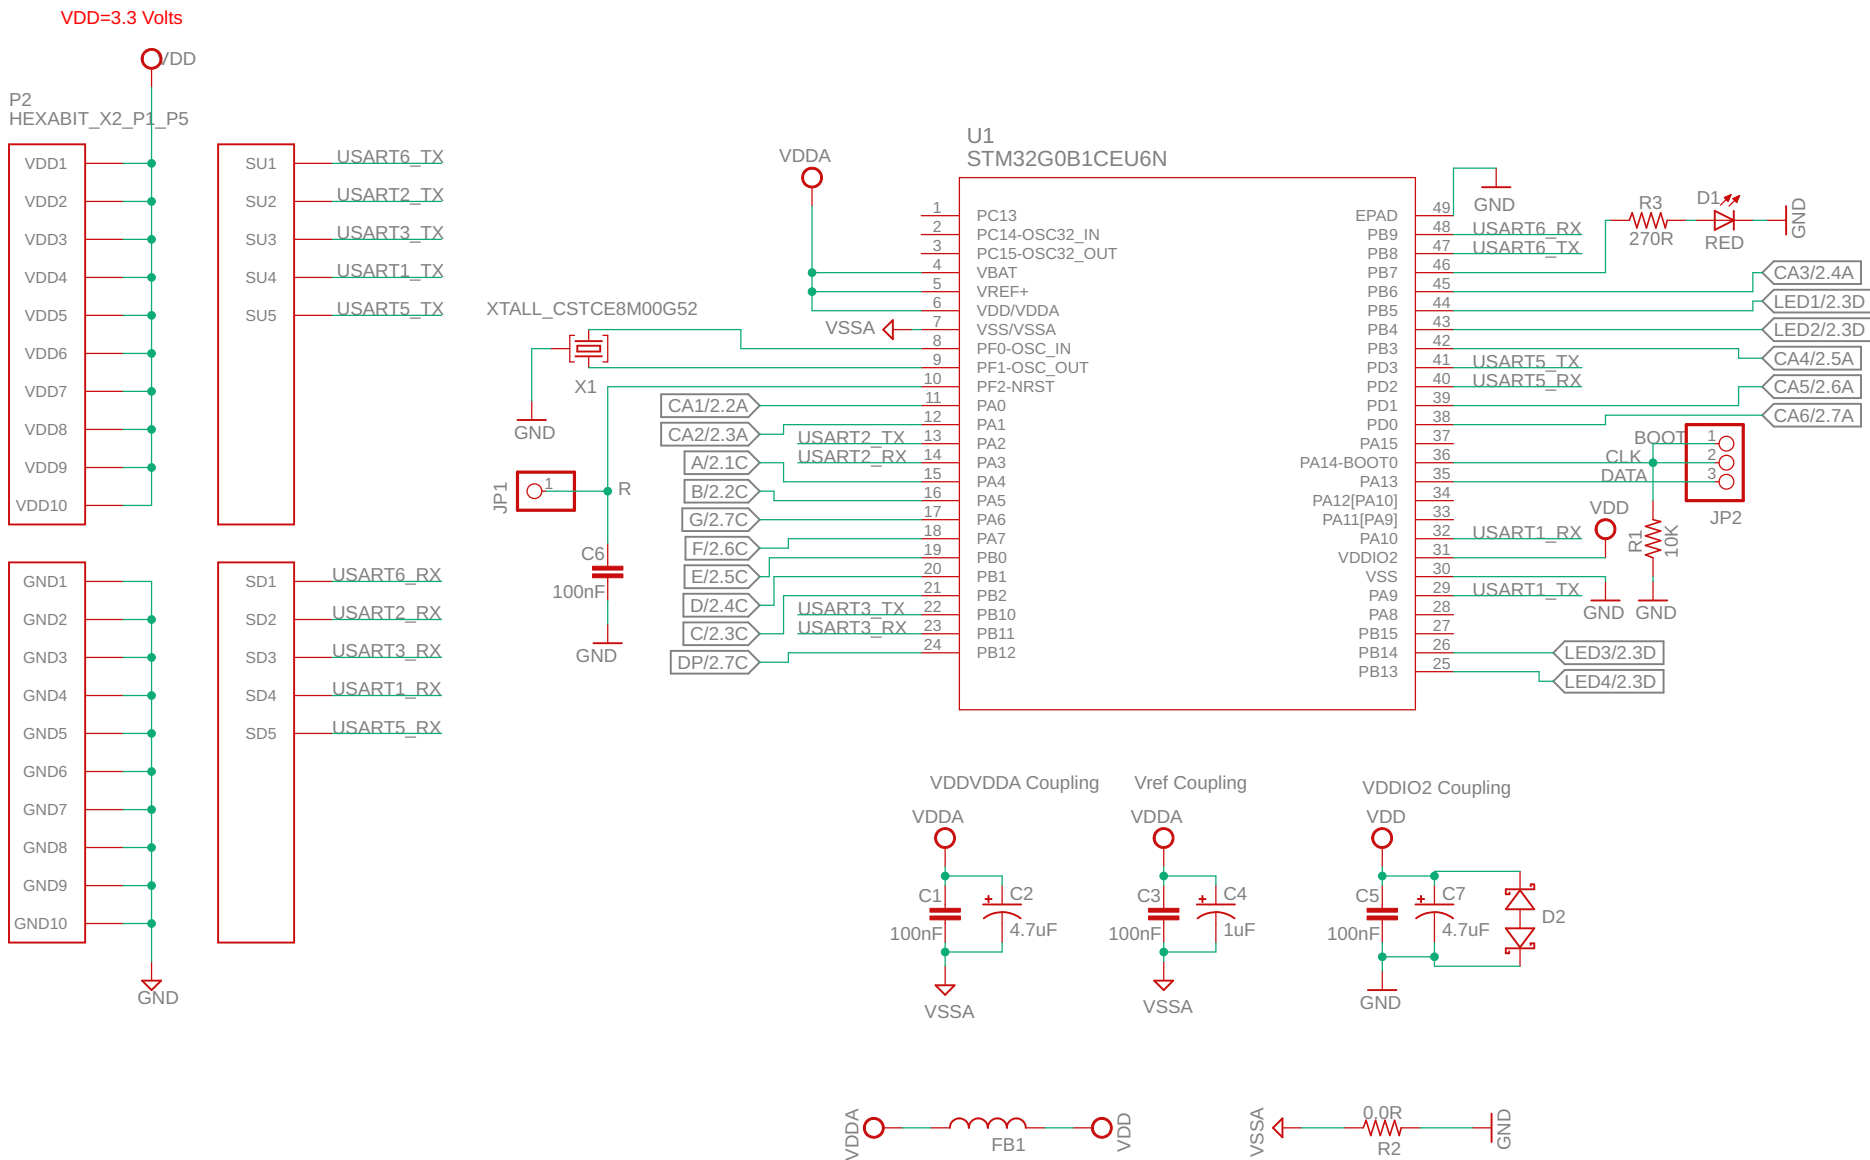 VDD=3.3 Volts
VDD
P2
HEXABIT_X2_P1_P5
VDD1
VDD2
VDD3
VDD4
VDD5
VDD6
VDD7
VDD8
VDD9
VDD10
SU1 USART6_TX
SU2 USART2_TX
SU3 USART3_TX
SU4 USART1_TX
SU5 USART5_TX
GND1
GND2
GND3
GND4
GND5
GND6
GND7
GND8
GND9
GND10
GND
SD1 USART6_RX
SD2 USART2_RX
SD3 USART3_RX
SD4 USART1_RX
SD5 USART5_RX
XTALL_CSTCE8M00G52
X1
GND
JP1
1
R
C6
100nF
GND
VDDA
VSSA
U1
STM32G0B1CEU6N
1 PC13
2 PC14-OSC32_IN
3 PC15-OSC32_OUT
4 VBAT
5 VREF+
6 VDD/VDDA
7 VSS/VSSA
8 PF0-OSC_IN
9 PF1-OSC_OUT
10 PF2-NRST
CA1/2.2A 11 PA0
CA2/2.3A 12 PA1
USART2_TX 13 PA2
USART2_RX 14 PA3
A/2.1C 15 PA4
B/2.2C 16 PA5
G/2.7C 17 PA6
F/2.6C 18 PA7
E/2.5C 19 PB0
D/2.4C 20 PB1
C/2.3C 21 PB2
USART3_TX 22 PB10
USART3_RX 23 PB11
DP/2.7C 24 PB12
EPAD 49 GND
PB9 48 USART6_RX
PB8 47 USART6_TX
PB7 46
PB6 45 CA3/2.4A
PB5 44 LED1/2.3D
PB4 43 LED2/2.3D
PB3 42 CA4/2.5A
PD3 41 USART5_TX
PD2 40 USART5_RX
PD1 39 CA5/2.6A
PD0 38 CA6/2.7A
PA15 37
PA14-BOOT0 36
PA13 35
PA12[PA10] 34
PA11[PA9] 33
PA10 32 USART1_RX
VDDIO2 31
VSS 30
PA9 29 USART1_TX
PA8 28
PB15 27
PB14 26 LED3/2.3D
PB13 25 LED4/2.3D
R3
270R
D1
RED
GND
BOOT 1
CLK 2
DATA 3
JP2
VDD
R1
10K
GND
GND
VDDVDDA Coupling
VDDA
C1
100nF
C2
4.7uF
VSSA
Vref Coupling
VDDA
C3
100nF
C4
1uF
VSSA
VDDIO2 Coupling
VDD
C5
100nF
C7
4.7uF
D2
GND
VDDA
FB1
VDD
VSSA
0.0R
R2
GND